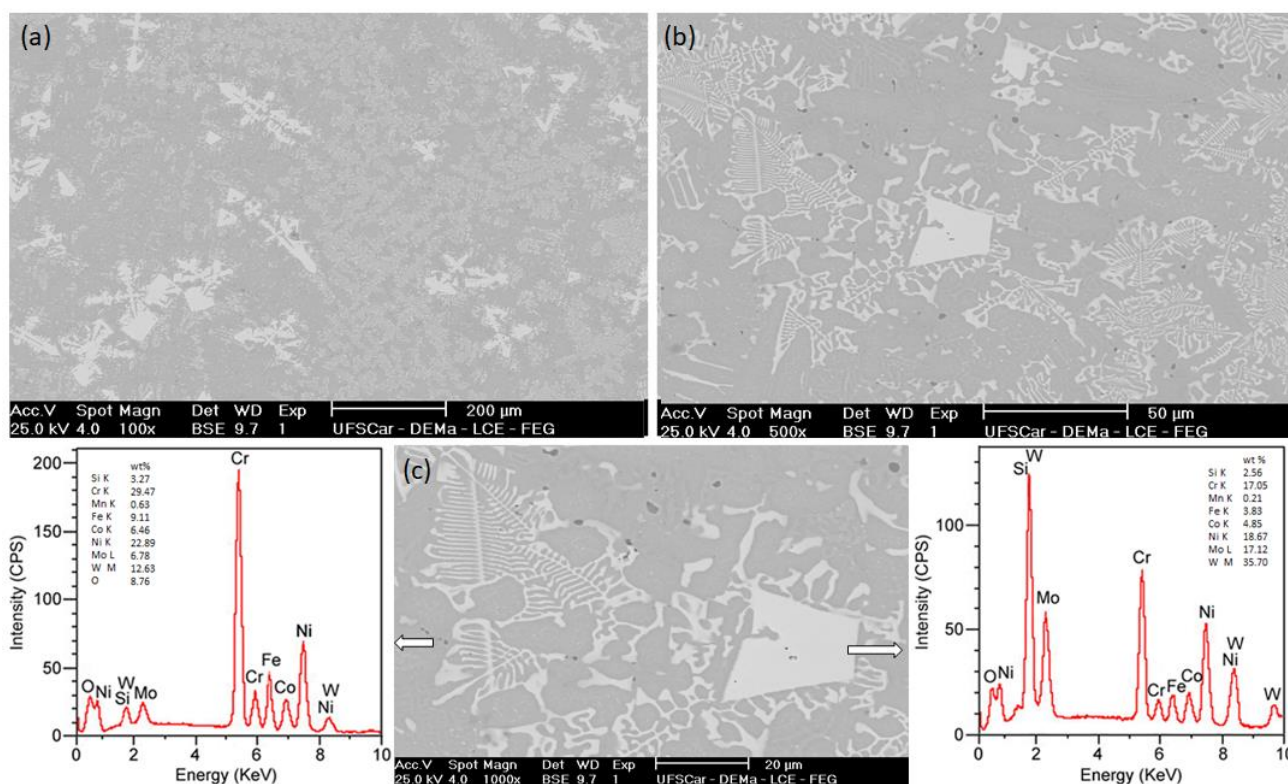 (a)
Acc.V Spot Magn Det WD Exp 200 µm
25.0 kV 4.0 100x BSE 9.7 1 UFSCar - DEMa - LCE - FEG
(b)
Acc.V Spot Magn Det WD Exp 50 µm
25.0 kV 4.0 500x BSE 9.7 1 UFSCar - DEMa - LCE - FEG
200
150
100
50
0
Intensity (CPS)
wt%
Si K 3.27
Cr K 29.47
Mn K 0.63
Fe K 9.11
Co K 6.46
Ni K 22.89
Mo L 6.78
W M 12.63
O 8.76
Cr
O Ni W Si Mo Cr Fe Co Ni W Ni
0 2 4 6 8 10
Energy (KeV)
(c)
Acc.V Spot Magn Det WD Exp 20 µm
25.0 kV 4.0 1000x BSE 9.7 1 UFSCar - DEMa - LCE - FEG
100
50
0
Intensity (CPS)
wt %
Si K 2.56
Cr K 17.05
Mn K 0.21
Fe K 3.83
Co K 4.85
Ni K 18.67
Mo L 17.12
W M 35.70
O Ni Si W Mo Cr Cr Fe Co Ni W Ni W
0 2 4 6 8 10
Energy (KeV)